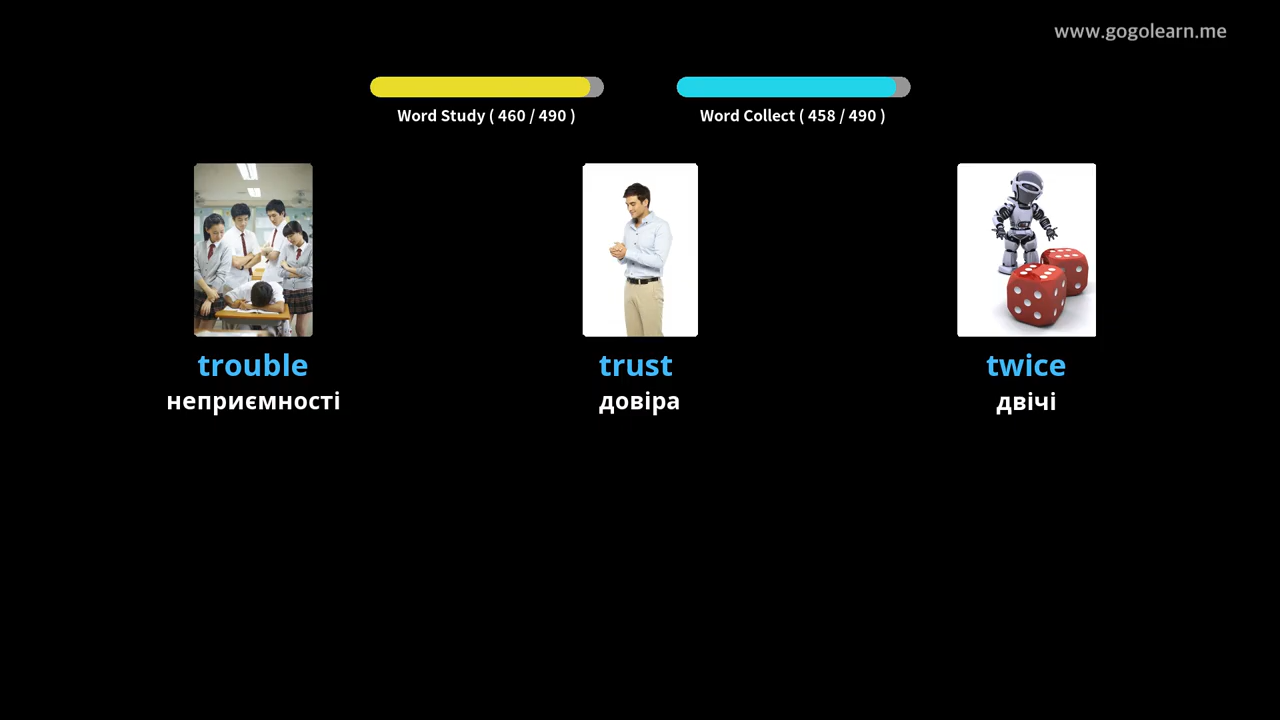 www.gogolearn.me
Word Study ( 460 / 490 )
Word Collect ( 458 / 490 )
trouble
неприємності
trust
довіра
twice
двічі